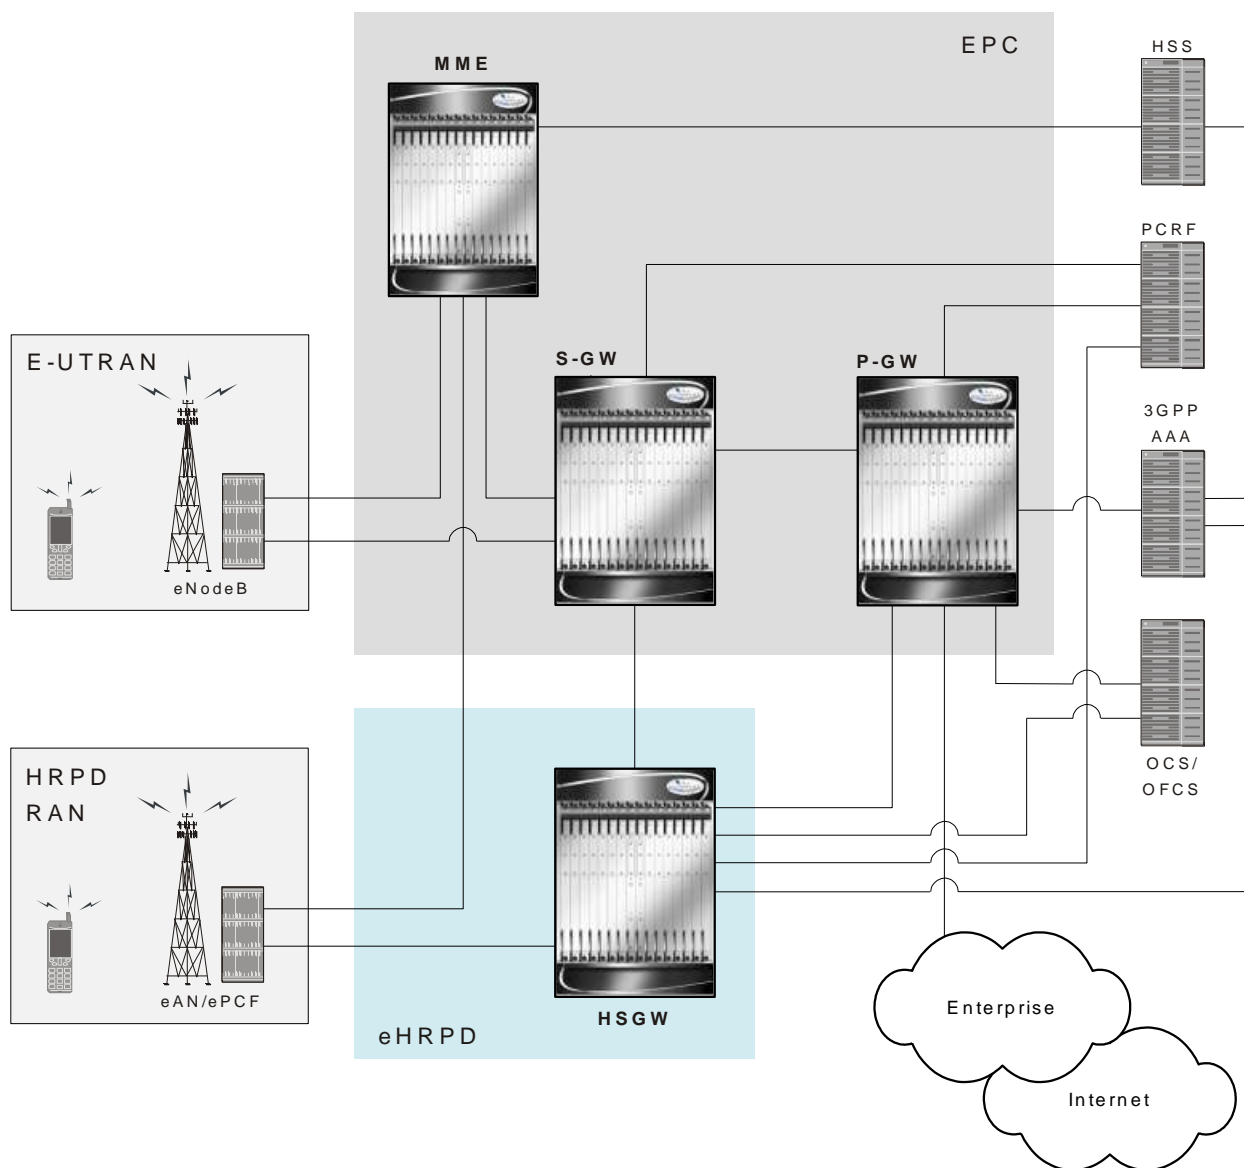 EPC
HSS
MME
PCRF
E-UTRAN
S-GW
P-GW
3GPP
AAA
eNodeB
HRPD
RAN
OCS/
OFCS
eAN/ePCF
HSGW
eHRPD
Enterprise
Internet